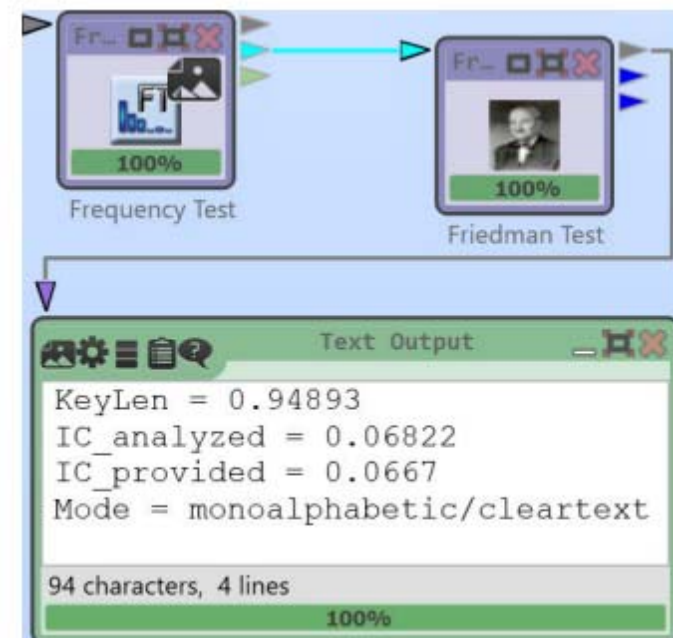 Fr...
FT
100%
Frequency Test
Fr...
100%
Friedman Test
Text Output
KeyLen = 0.94893
IC_analyzed = 0.06822
IC_provided = 0.0667
Mode = monoalphabetic/cleartext
94 characters, 4 lines
100%